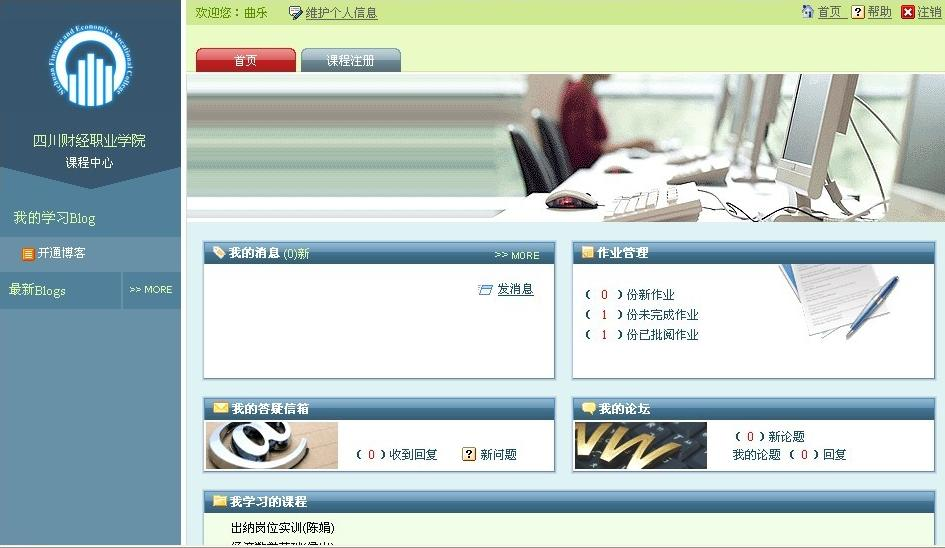 欢迎您：曲乐 维护个人信息 首页 帮助 注销
首页 课程注册
Sichuan Finance and Economics Vocational College
四川财经职业学院
课程中心
我的学习Blog
开通博客
最新Blogs >> MORE
我的消息 (0)新 >> MORE
发消息
作业管理
( 0 ) 份新作业
( 1 ) 份未完成作业
( 1 ) 份已批阅作业
我的答疑信箱
( 0 ) 收到回复 新问题
我的论坛
( 0 ) 新论题
我的论题 ( 0 ) 回复
我学习的课程
出纳岗位实训(陈娟)